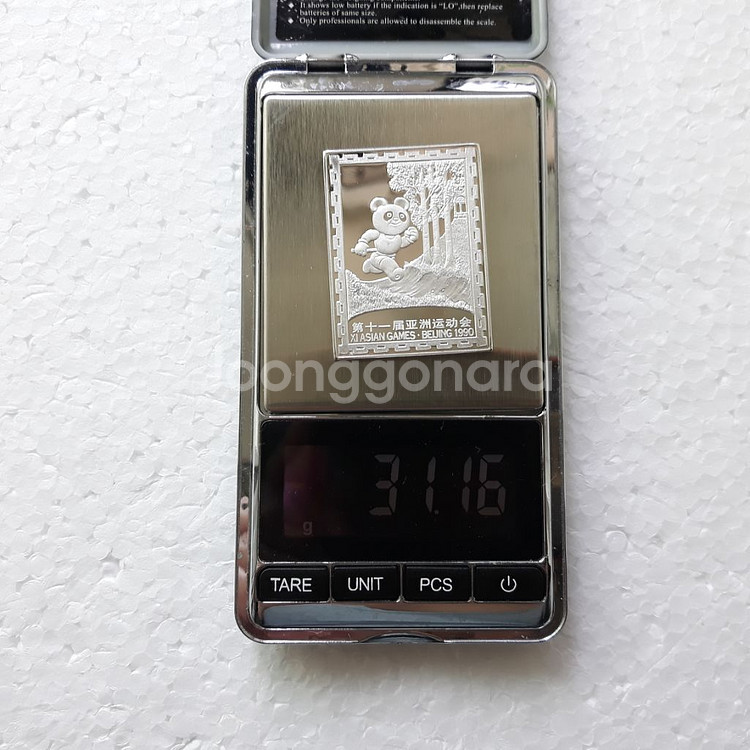 It shows low battery if the indication is "LO", then replace
batteries of same size.
Only professionals are allowed to disassemble the scale.
第十一届亚洲运动会
XI ASIAN GAMES · BEIJING 1990
joonggonara
31.16
g
TARE UNIT PCS